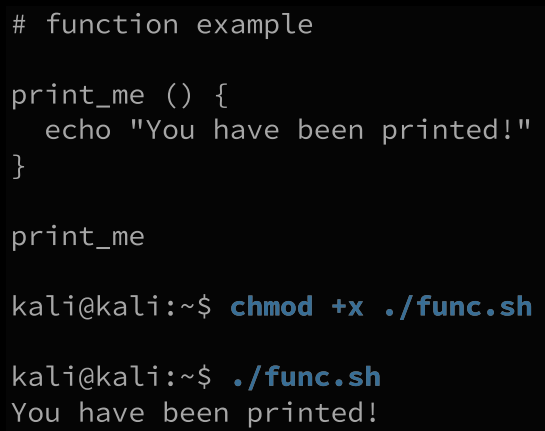 # function example
print_me () {
  echo "You have been printed!"
}
print_me
kali@kali:~$ chmod +x ./func.sh
kali@kali:~$ ./func.sh
You have been printed!